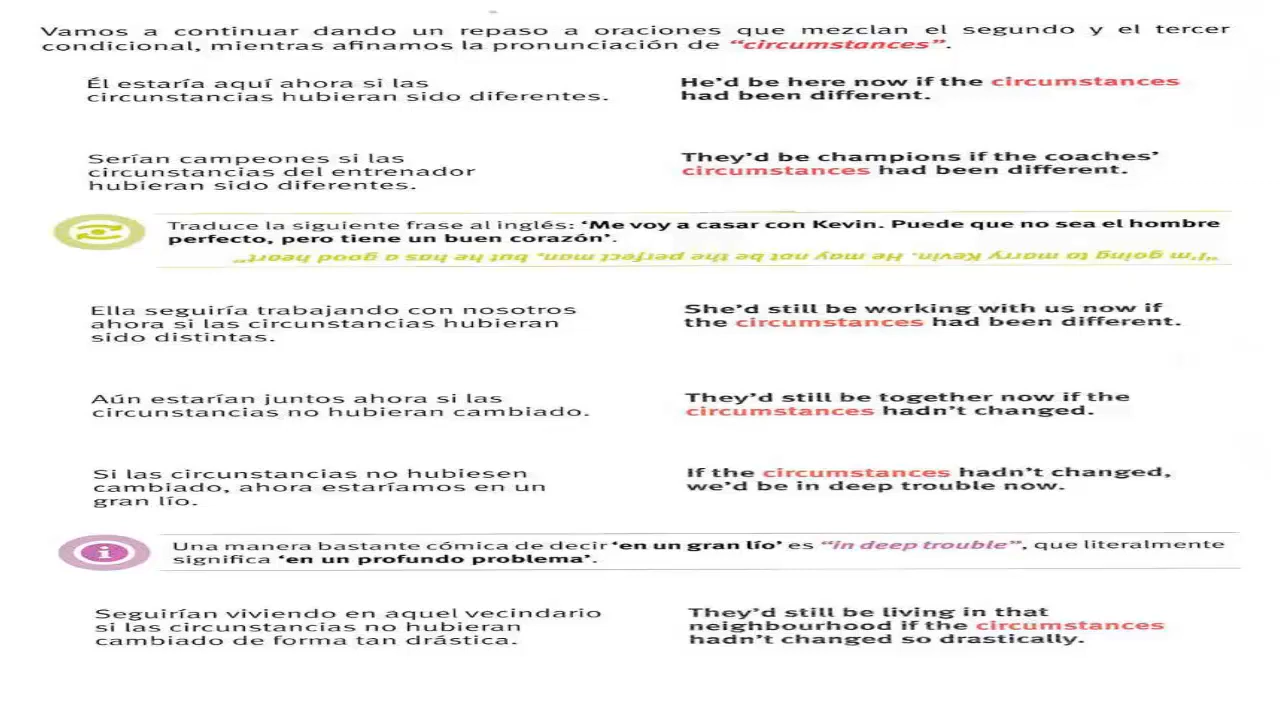 Vamos a continuar dando un repaso a oraciones que mezclan el segundo y el tercer
condicional, mientras afinamos la pronunciación de “circumstances”.
Él estaría aquí ahora si las
circunstancias hubieran sido diferentes.
He’d be here now if the circumstances
had been different.
Serían campeones si las
circunstancias del entrenador
hubieran sido diferentes.
They’d be champions if the coaches’
circumstances had been different.
Traduce la siguiente frase al inglés: ‘Me voy a casar con Kevin. Puede que no sea el hombre
perfecto, pero tiene un buen corazón’.
“I’m going to marry Kevin. He may not be the perfect man, but he has a good heart”
Ella seguiría trabajando con nosotros
ahora si las circunstancias hubieran
sido distintas.
She’d still be working with us now if
the circumstances had been different.
Aún estarían juntos ahora si las
circunstancias no hubieran cambiado.
They’d still be together now if the
circumstances hadn’t changed.
Si las circunstancias no hubiesen
cambiado, ahora estaríamos en un
gran lío.
If the circumstances hadn’t changed,
we’d be in deep trouble now.
Una manera bastante cómica de decir ‘en un gran lío’ es “in deep trouble”, que literalmente
significa ‘en un profundo problema’.
Seguirían viviendo en aquel vecindario
si las circunstancias no hubieran
cambiado de forma tan drástica.
They’d still be living in that
neighbourhood if the circumstances
hadn’t changed so drastically.